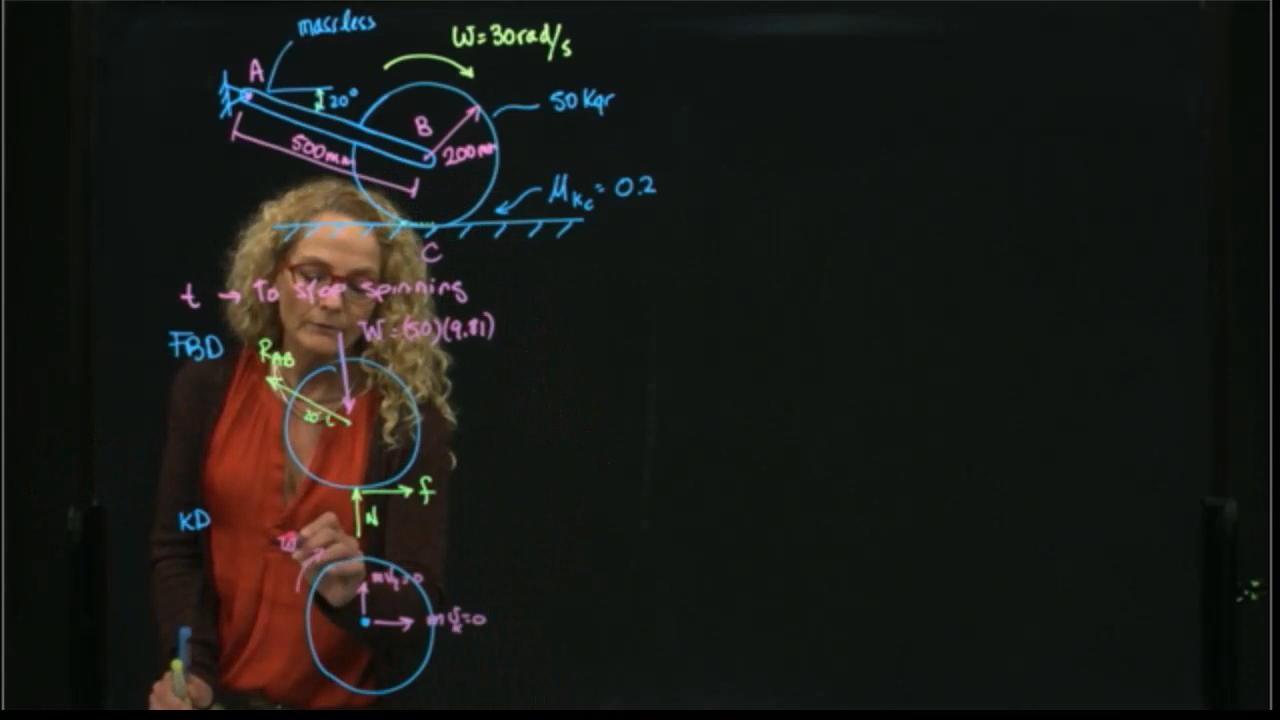 massless
W=30rad/s
A
20°
50 Kgr
B
500mm
200mm
μkc = 0.2
C
t → To stop spinning
W=(50)(9.81)
FBD
RAB
20°
f
N
KD
mVy=0
mVx=0